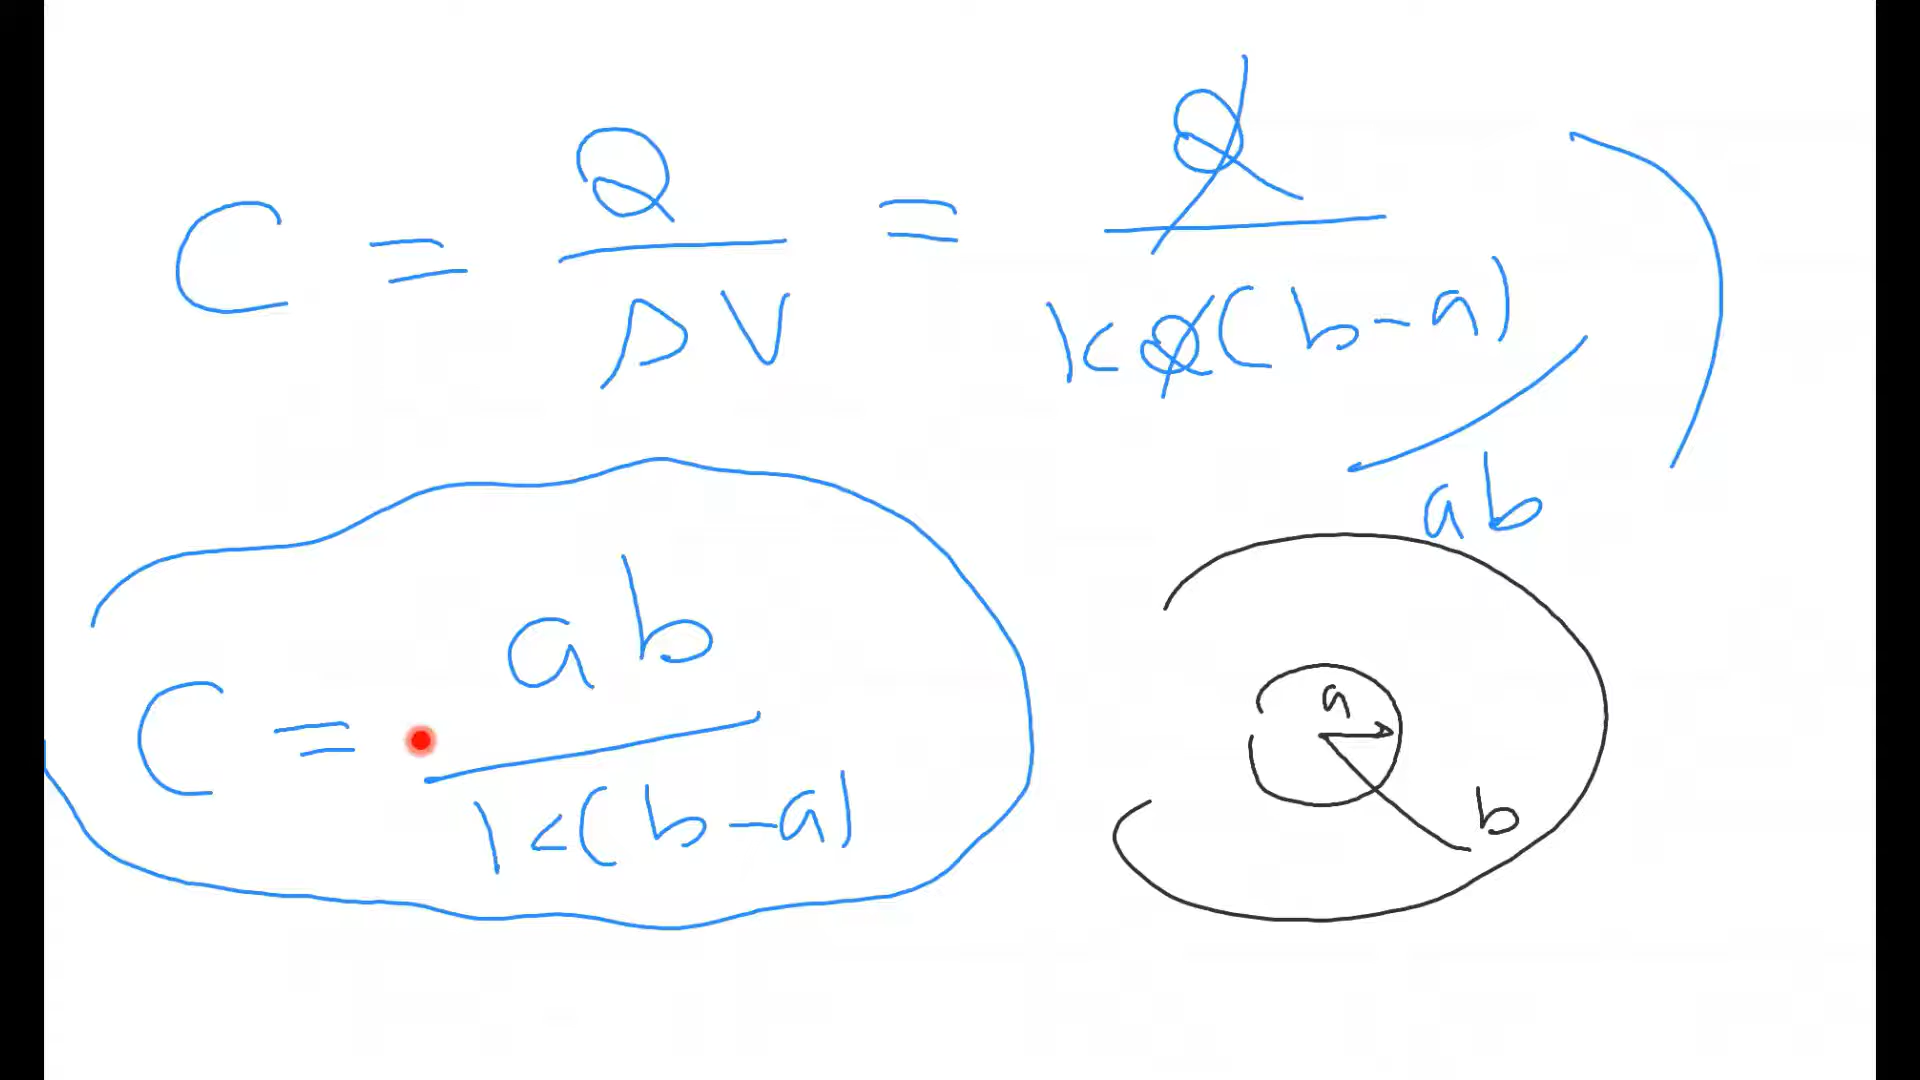 C = Q / ΔV = Q / kQ(b-a) / ab
C = ab / k(b-a)
a
b